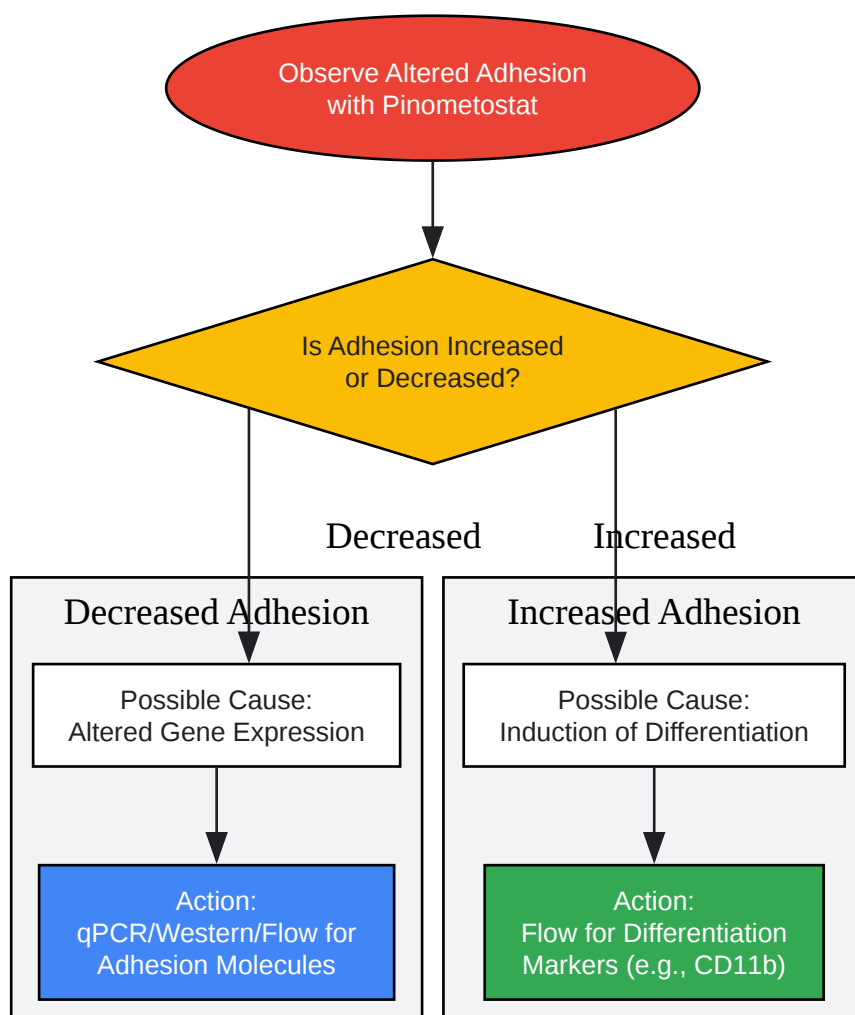 Observe Altered Adhesion
with Pinometostat
Is Adhesion Increased
or Decreased?
Decreased
Increased
Decreased Adhesion
Possible Cause:
Altered Gene Expression
Action:
qPCR/Western/Flow for
Adhesion Molecules
Increased Adhesion
Possible Cause:
Induction of Differentiation
Action:
Flow for Differentiation
Markers (e.g., CD11b)